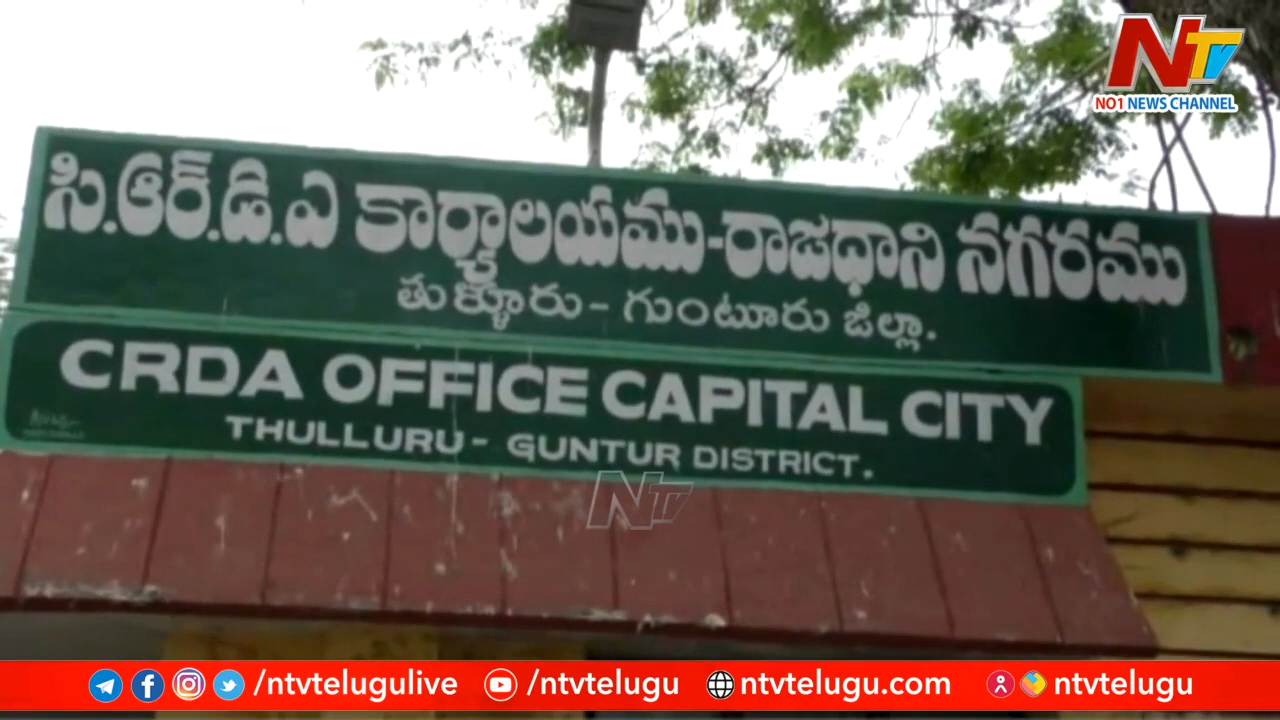 NTV
NO1 NEWS CHANNEL
సి.ఆర్.డి.ఎ కార్యాలయము-రాజధాని నగరము
తుళ్ళూరు - గుంటూరు జిల్లా.
CRDA OFFICE CAPITAL CITY
THULLURU - GUNTUR DISTRICT.
NTV
/ntvtelugulive /ntvtelugu ntvtelugu.com ntvtelugu